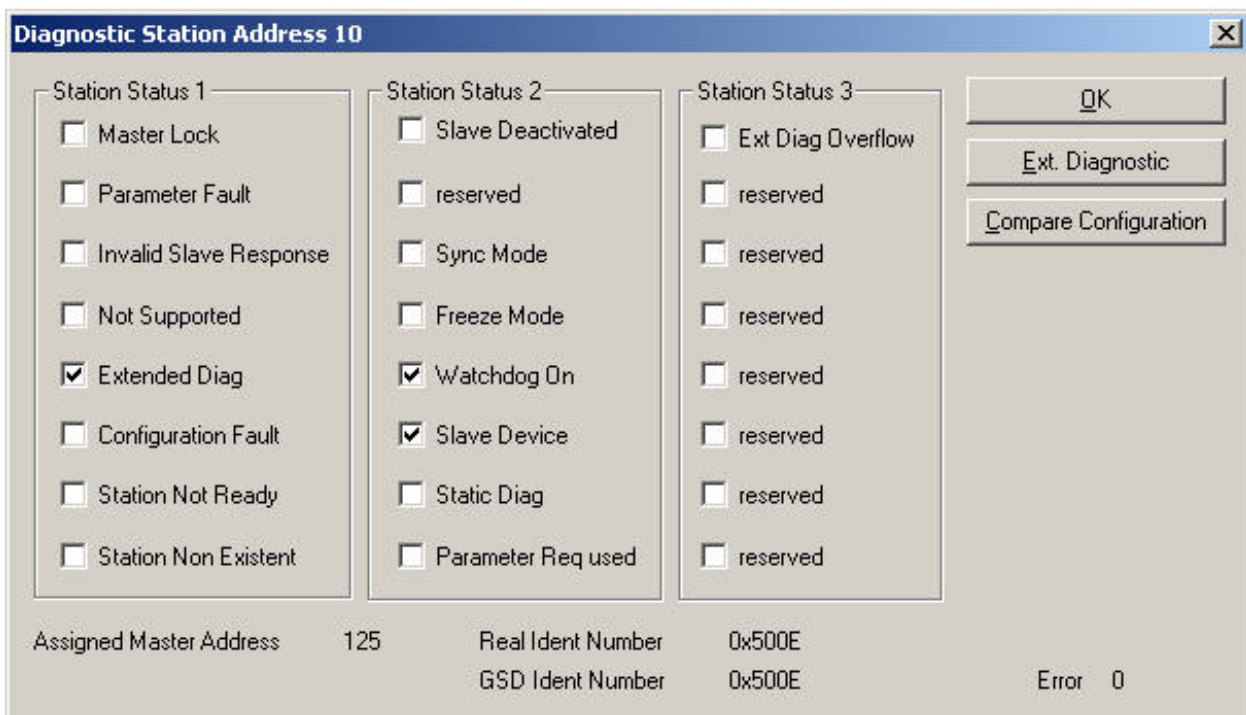 Diagnostic Station Address 10
Station Status 1
Master Lock
Parameter Fault
Invalid Slave Response
Not Supported
Extended Diag
Configuration Fault
Station Not Ready
Station Non Existent
Station Status 2
Slave Deactivated
reserved
Sync Mode
Freeze Mode
Watchdog On
Slave Device
Static Diag
Parameter Req used
Station Status 3
Ext Diag Overflow
reserved
reserved
reserved
reserved
reserved
reserved
reserved
OK
Ext. Diagnostic
Compare Configuration
Assigned Master Address 125
Real Ident Number 0x500E
GSD Ident Number 0x500E
Error 0